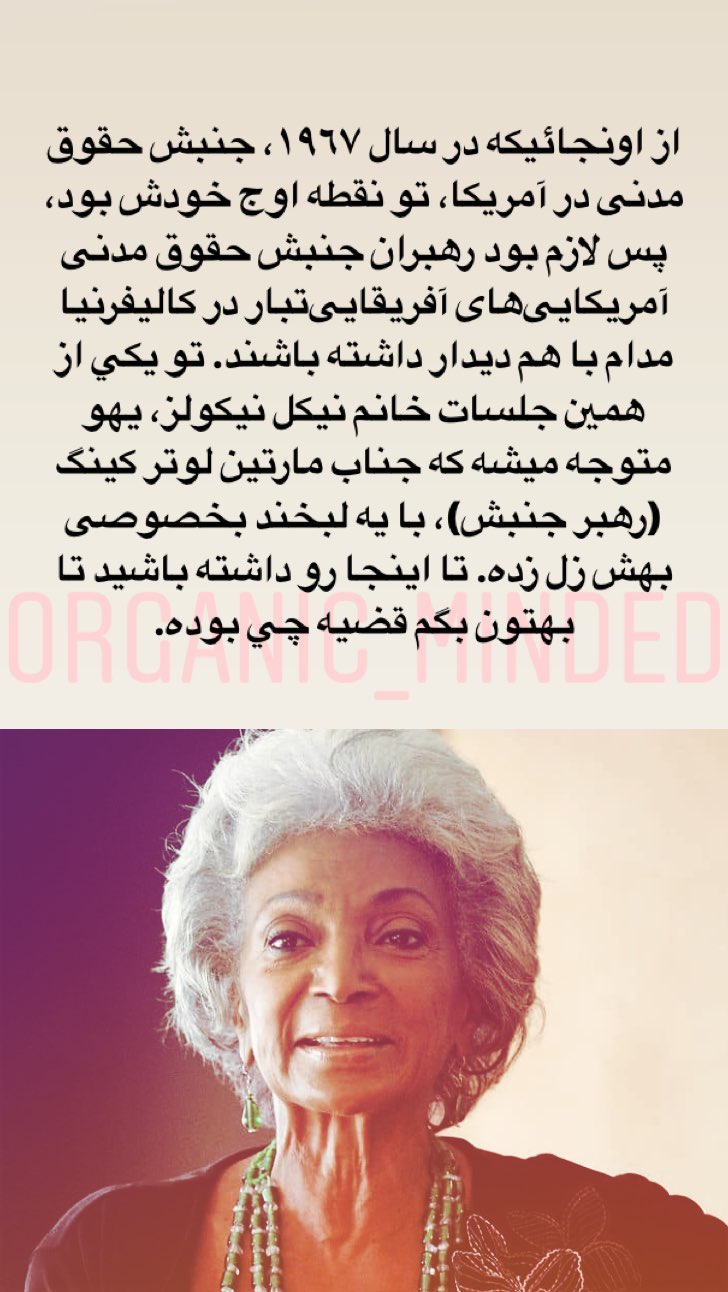 از اونجائیکه در سال ۱۹٦۷، جنبش حقوق
مدنی در آمریکا، تو نقطه اوج خودش بود،
پس لازم بود رهبران جنبش حقوق مدنی
آمریکایی‌های آفریقایی‌تبار در کالیفرنیا
مدام با هم دیدار داشته باشند. تو يكي از
همین جلسات خانم نیکل نیکولز، یهو
متوجه میشه که جناب مارتین لوتر کینگ
(رهبر جنبش)، با یه لبخند بخصوصی
بهش زل زده. تا اینجا رو داشته باشید تا
بهتون بگم قضیه چي بوده.
ORGANIC_MINDED